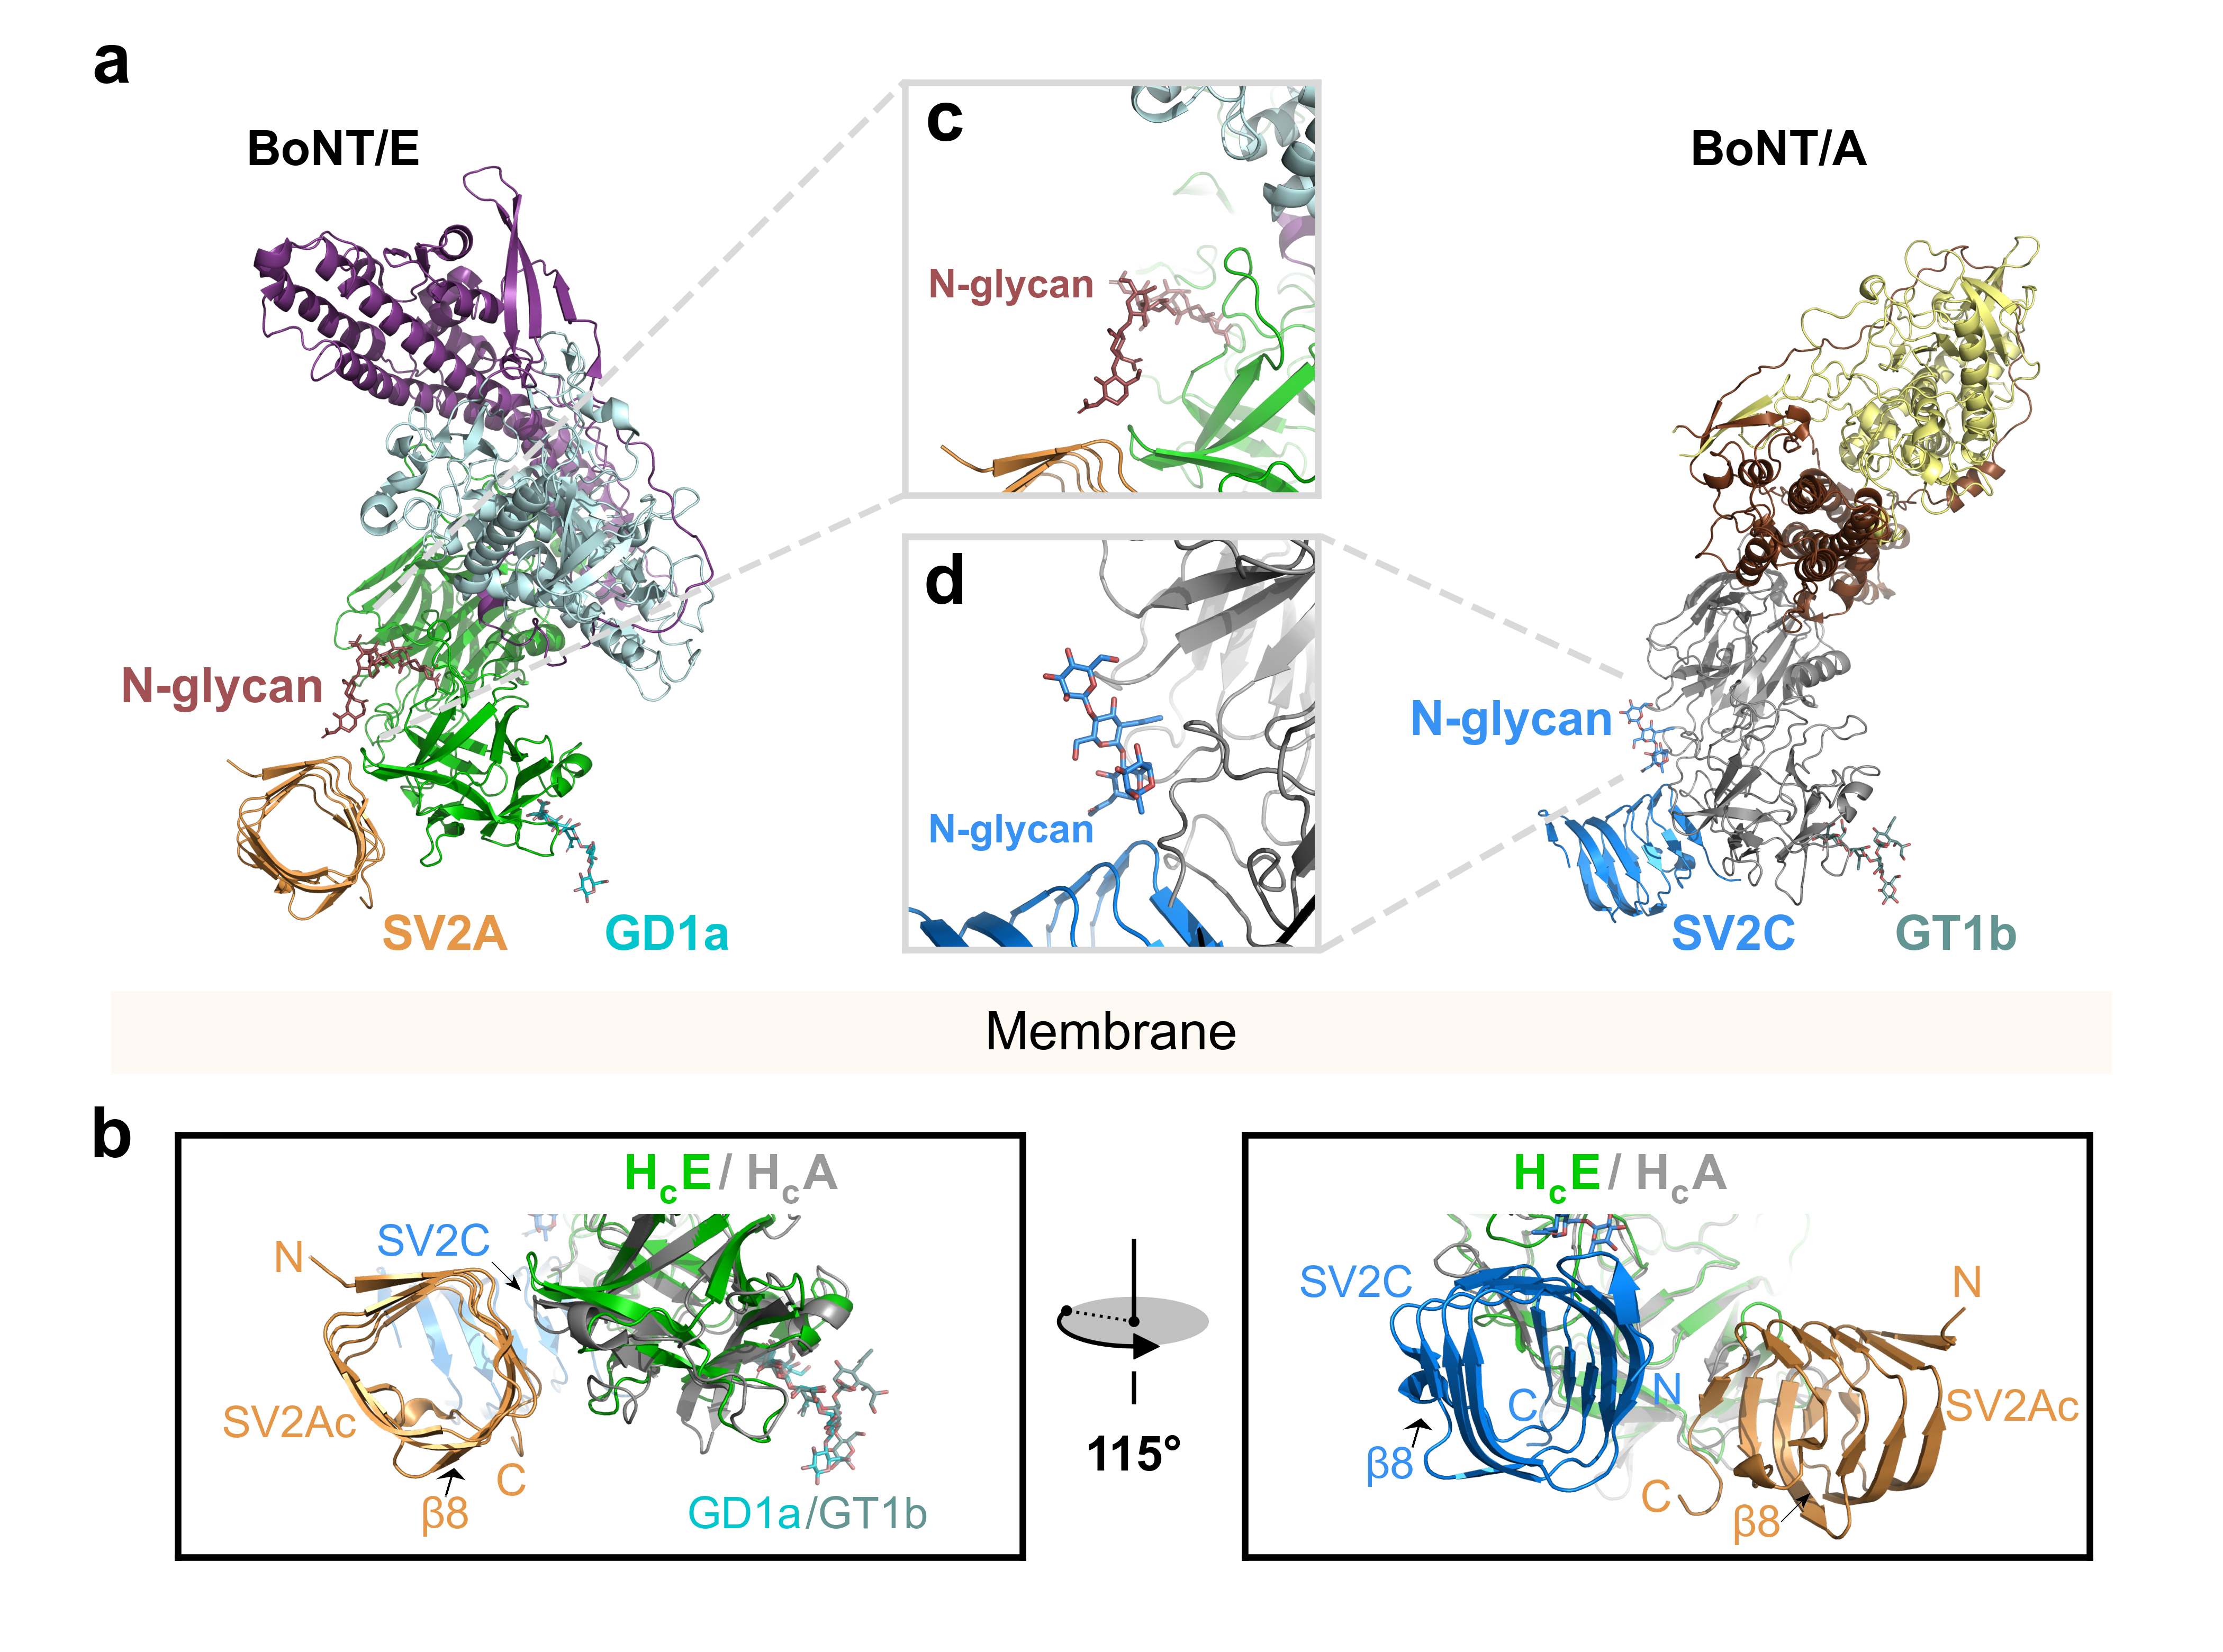 a
BoNT/E
BoNT/A
c
N-glycan
d
N-glycan
N-glycan
N-glycan
SV2A
GD1a
SV2C
GT1b
Membrane
b
HcE / HcA
SV2C
N
SV2Ac
C
β8
GD1a/GT1b
115°
HcE / HcA
SV2C
N
C
N
SV2Ac
β8
C
β8